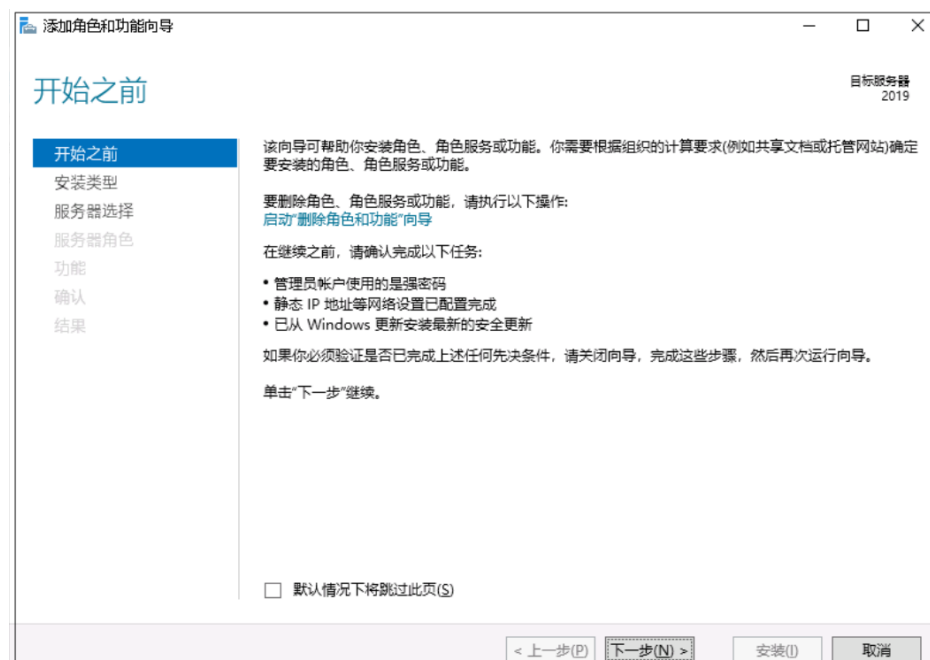 添加角色和功能向导
开始之前
目标服务器
2019
开始之前
安装类型
服务器选择
服务器角色
功能
确认
结果
该向导可帮助你安装角色、角色服务或功能。你需要根据组织的计算要求(例如共享文档或托管网站)确定
要安装的角色、角色服务或功能。
要删除角色、角色服务或功能，请执行以下操作:
启动“删除角色和功能”向导
在继续之前，请确认完成以下任务:
• 管理员帐户使用的是强密码
• 静态 IP 地址等网络设置已配置完成
• 已从 Windows 更新安装最新的安全更新
如果你必须验证是否已完成上述任何先决条件，请关闭向导，完成这些步骤，然后再次运行向导。
单击“下一步”继续。
默认情况下将跳过此页(S)
< 上一步(P) 下一步(N) > 安装(I) 取消